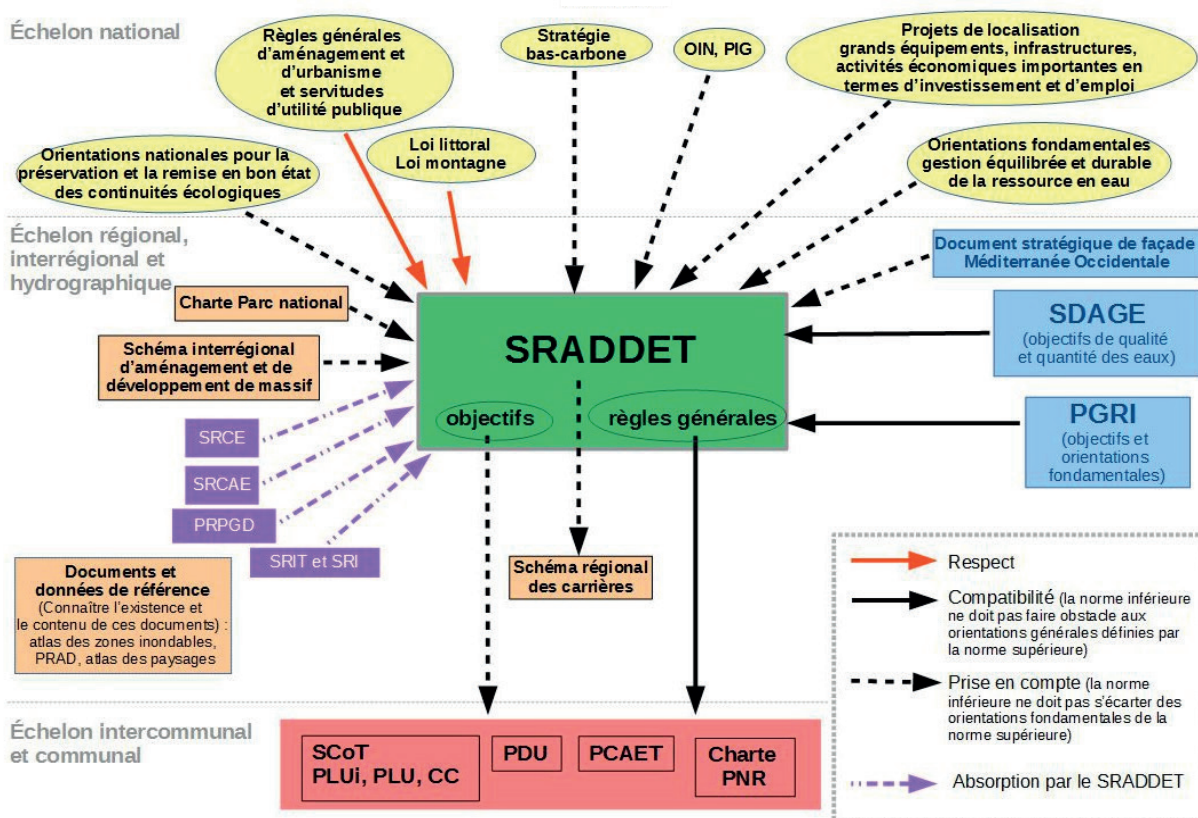 Échelon national
Règles générales
d'aménagement et
d'urbanisme
et servitudes
d'utilité publique
Stratégie
bas-carbone
OIN, PIG
Projets de localisation
grands équipements, infrastructures,
activités économiques importantes en
termes d'investissement et d'emploi
Orientations nationales pour la
préservation et la remise en bon état
des continuités écologiques
Loi littoral
Loi montagne
Orientations fondamentales
gestion équilibrée et durable
de la ressource en eau
Échelon régional,
interrégional et
hydrographique
Document stratégique de façade
Méditerranée Occidentale
Charte Parc national
Schéma interrégional
d'aménagement et de
développement de massif
SRADDET
objectifs
règles générales
SDAGE
(objectifs de qualité
et quantité des eaux)
PGRI
(objectifs et
orientations
fondamentales)
SRCE
SRCAE
PRPGD
SRIT et SRI
Documents et
données de référence
(Connaître l'existence et
le contenu de ces documents) :
atlas des zones inondables,
PRAD, atlas des paysages
Schéma régional
des carrières
Respect
Compatibilité (la norme inférieure
ne doit pas faire obstacle aux
orientations générales définies par
la norme supérieure)
Prise en compte (la norme
inférieure ne doit pas s'écarter des
orientations fondamentales de la
norme supérieure)
Absorption par le SRADDET
Échelon intercommunal
et communal
SCoT
PLUi, PLU, CC
PDU
PCAET
Charte
PNR